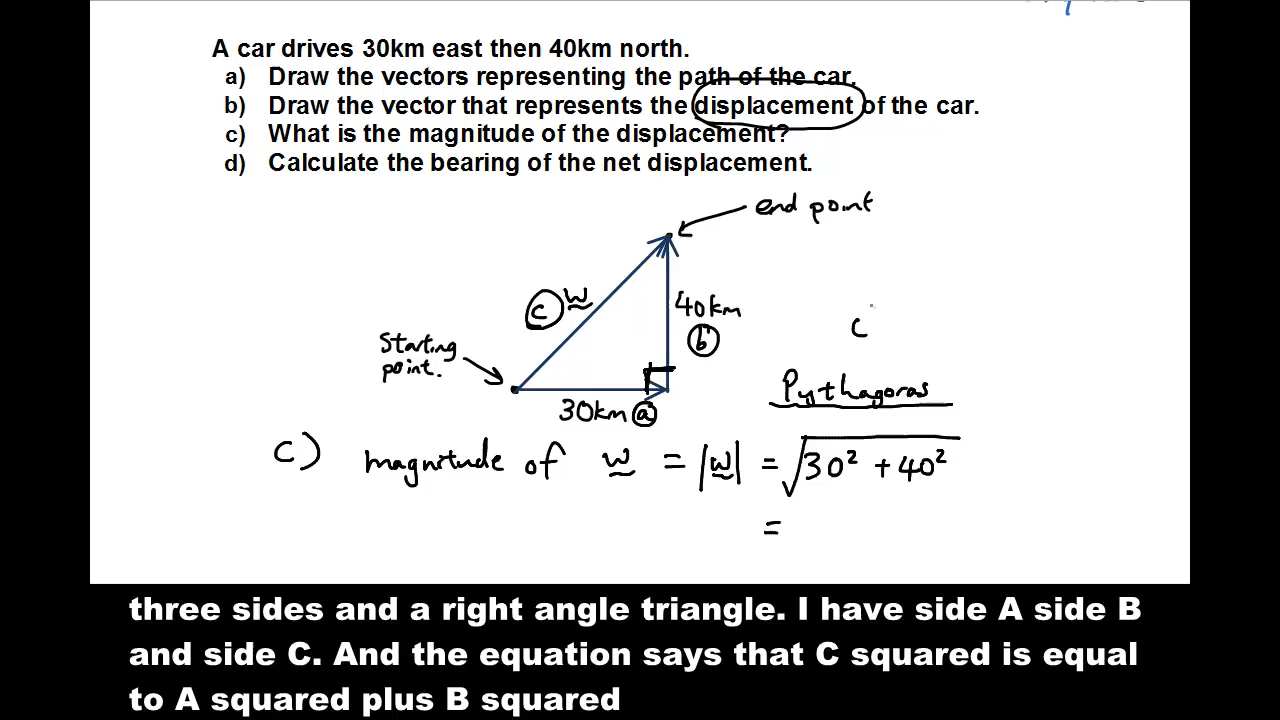 A car drives 30km east then 40km north.
a) Draw the vectors representing the path of the car.
b) Draw the vector that represents the displacement of the car.
c) What is the magnitude of the displacement?
d) Calculate the bearing of the net displacement.
end point
c w
40km
b
c
Starting
point.
30km a
Pythagoras
c) magnitude of w = |w| = √30² + 40²
=
three sides and a right angle triangle. I have side A side B
and side C. And the equation says that C squared is equal
to A squared plus B squared